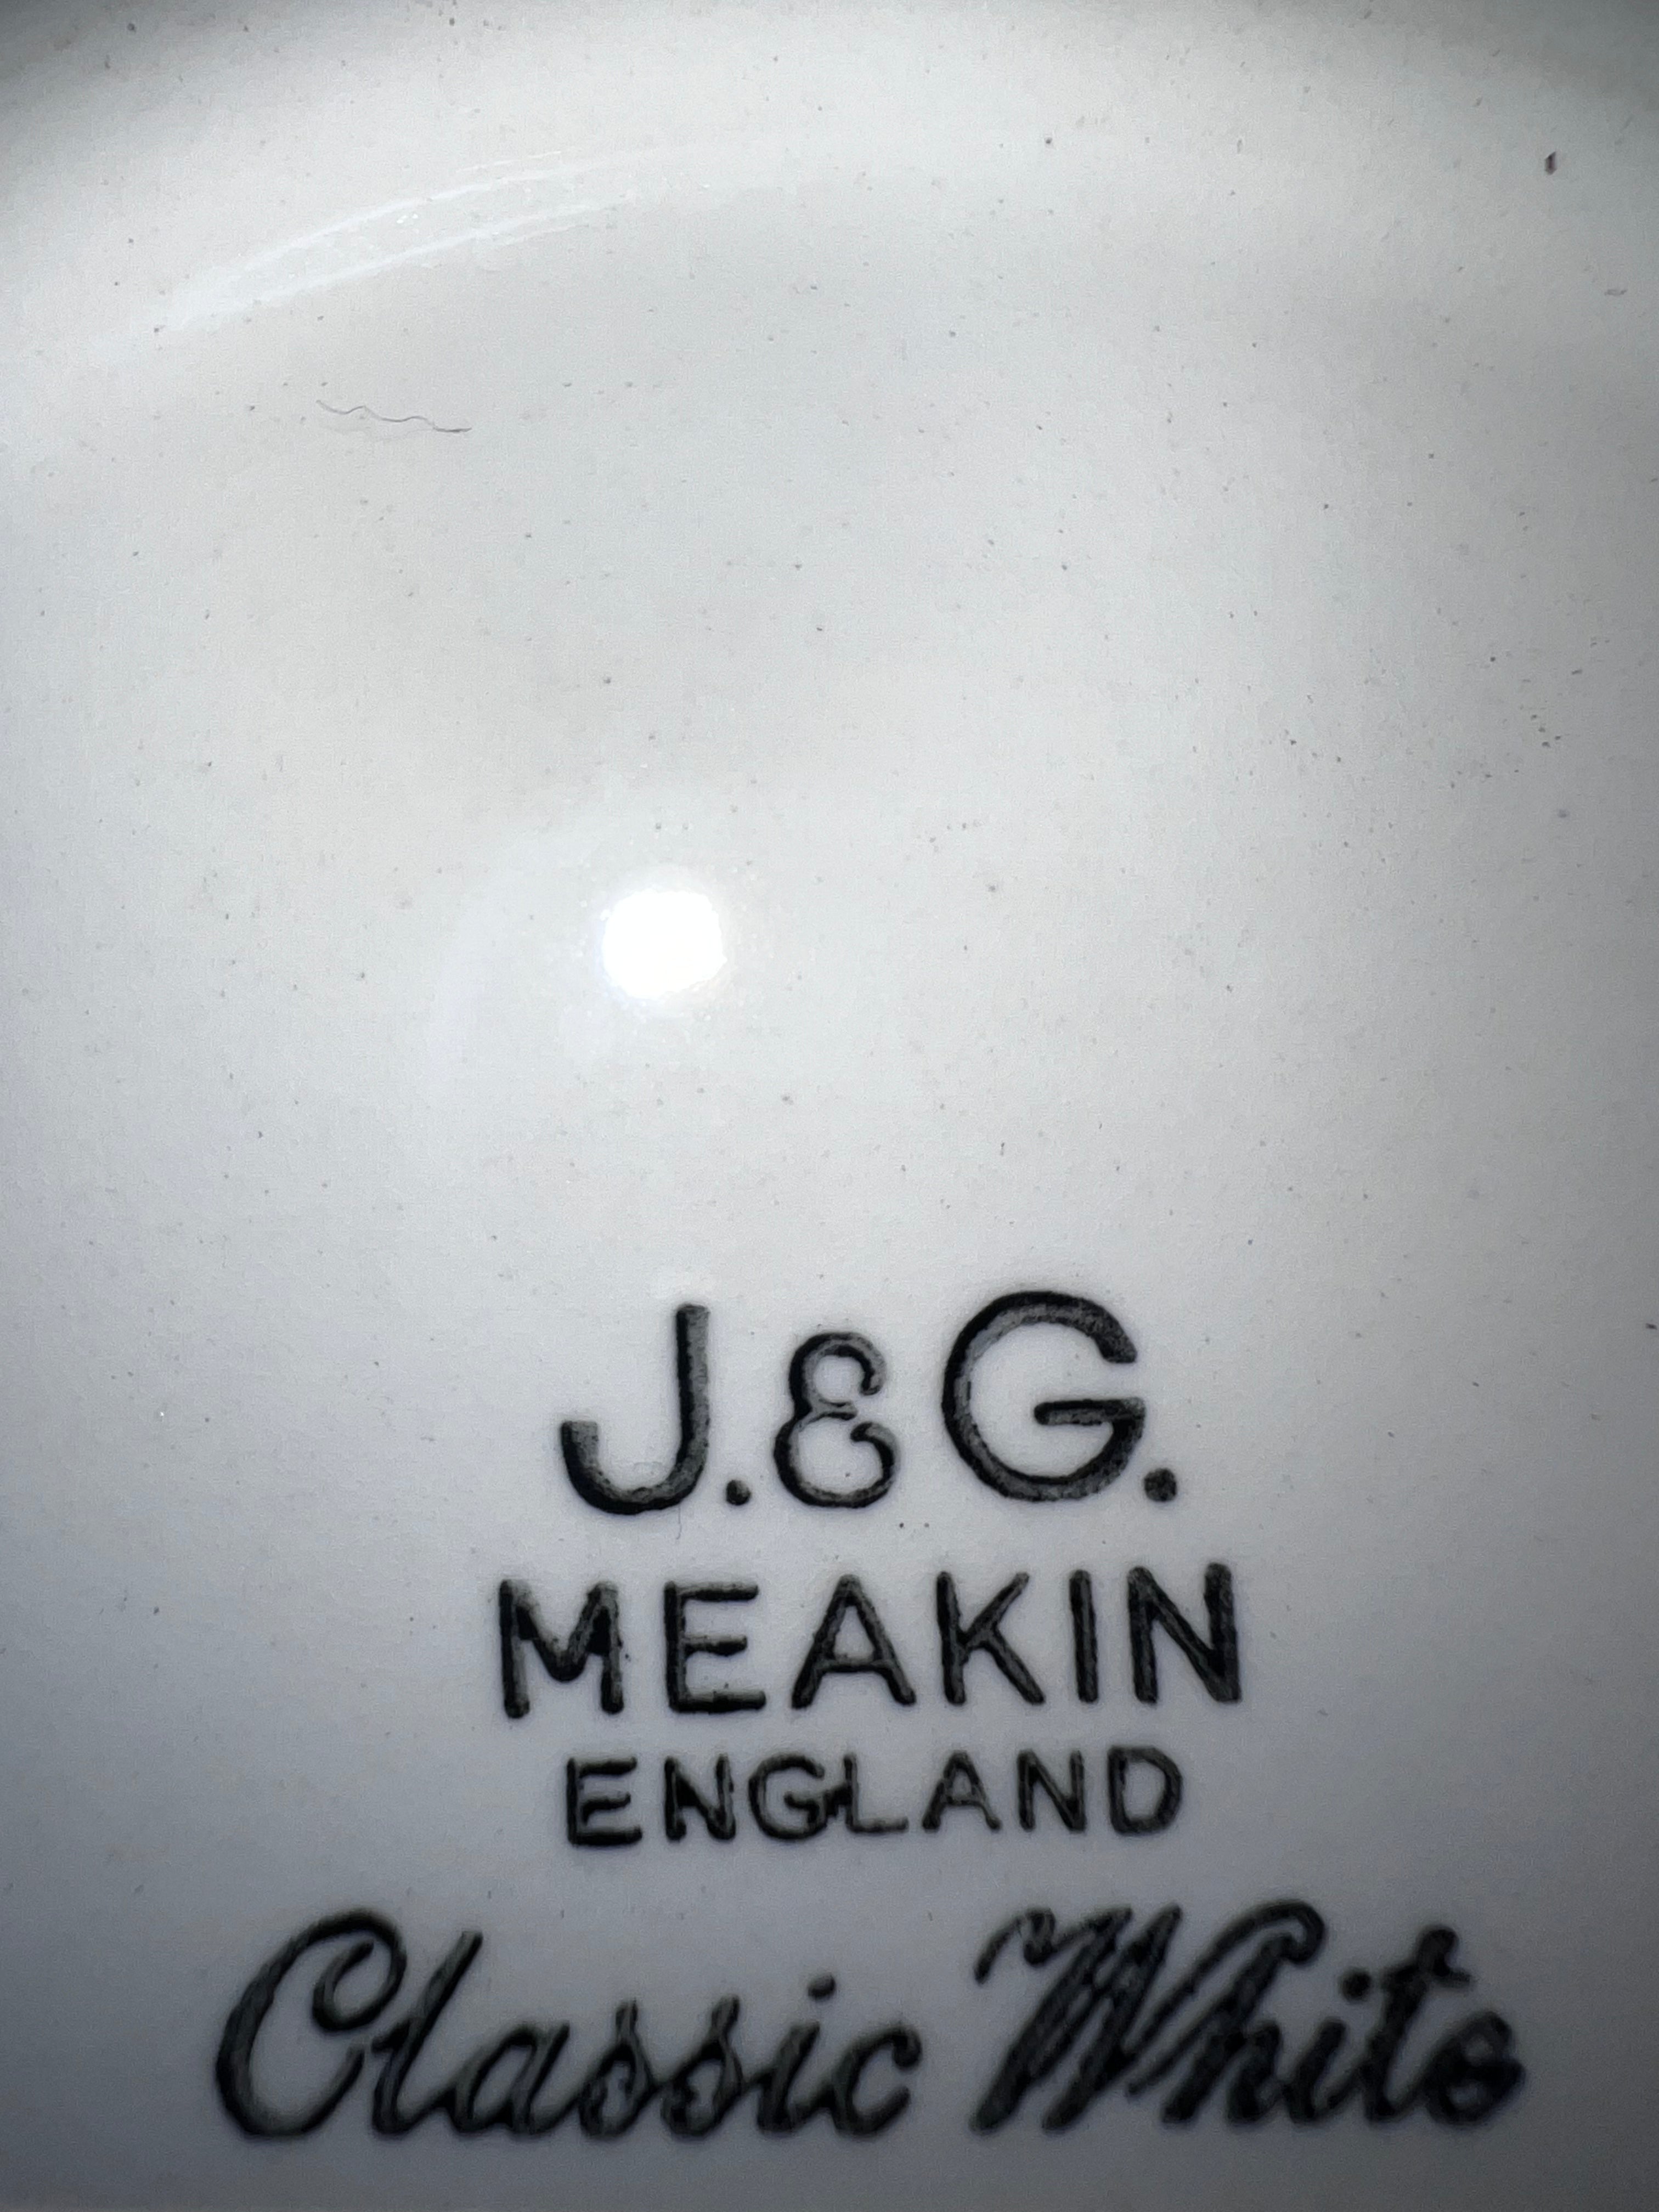 J. & G.
MEAKIN
ENGLAND
Classic White